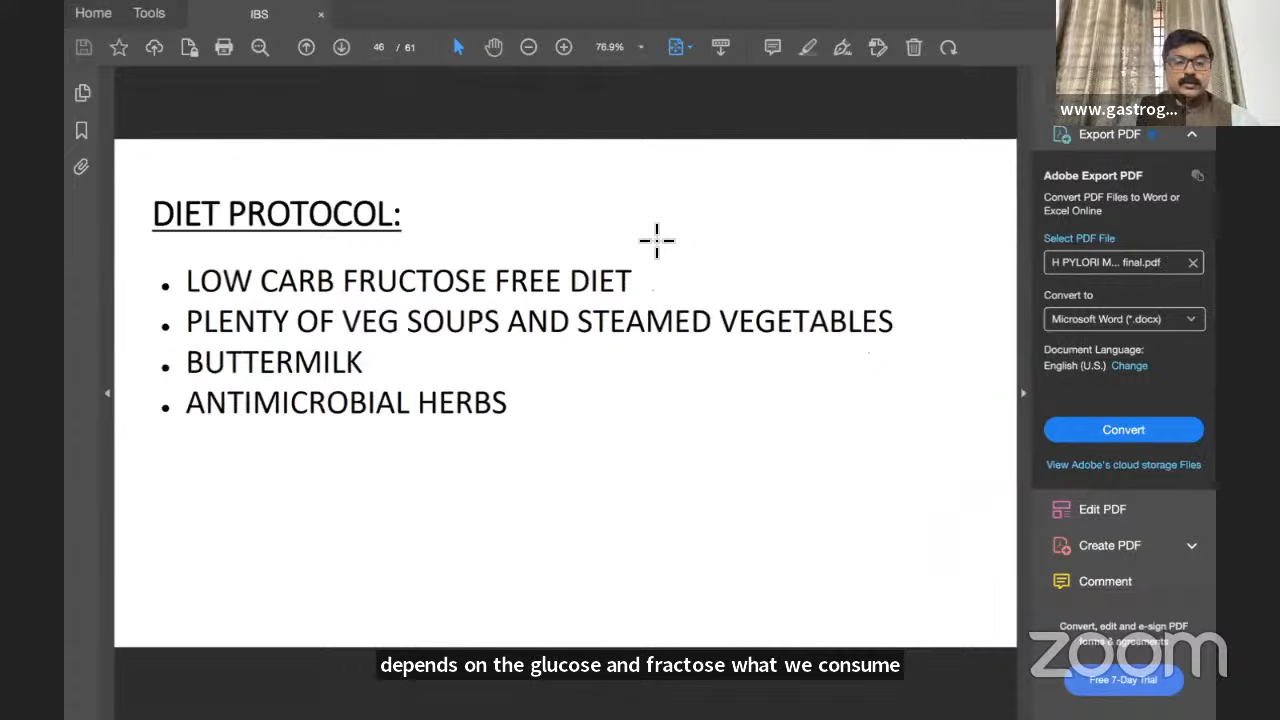 Home Tools IBS ×
46 / 61 76.9%
www.gastrog...
Export PDF
Adobe Export PDF
Convert PDF Files to Word or
Excel Online
Select PDF File
H PYLORI M... final.pdf
Convert to
Microsoft Word (*.docx)
Document Language:
English (U.S.) Change
Convert
View Adobe's cloud storage Files
Edit PDF
Create PDF
Comment
Convert, edit and e-sign PDF
forms & agreements
Free 7-Day Trial
DIET PROTOCOL:
• LOW CARB FRUCTOSE FREE DIET
• PLENTY OF VEG SOUPS AND STEAMED VEGETABLES
• BUTTERMILK
• ANTIMICROBIAL HERBS
depends on the glucose and fractose what we consume
zoom